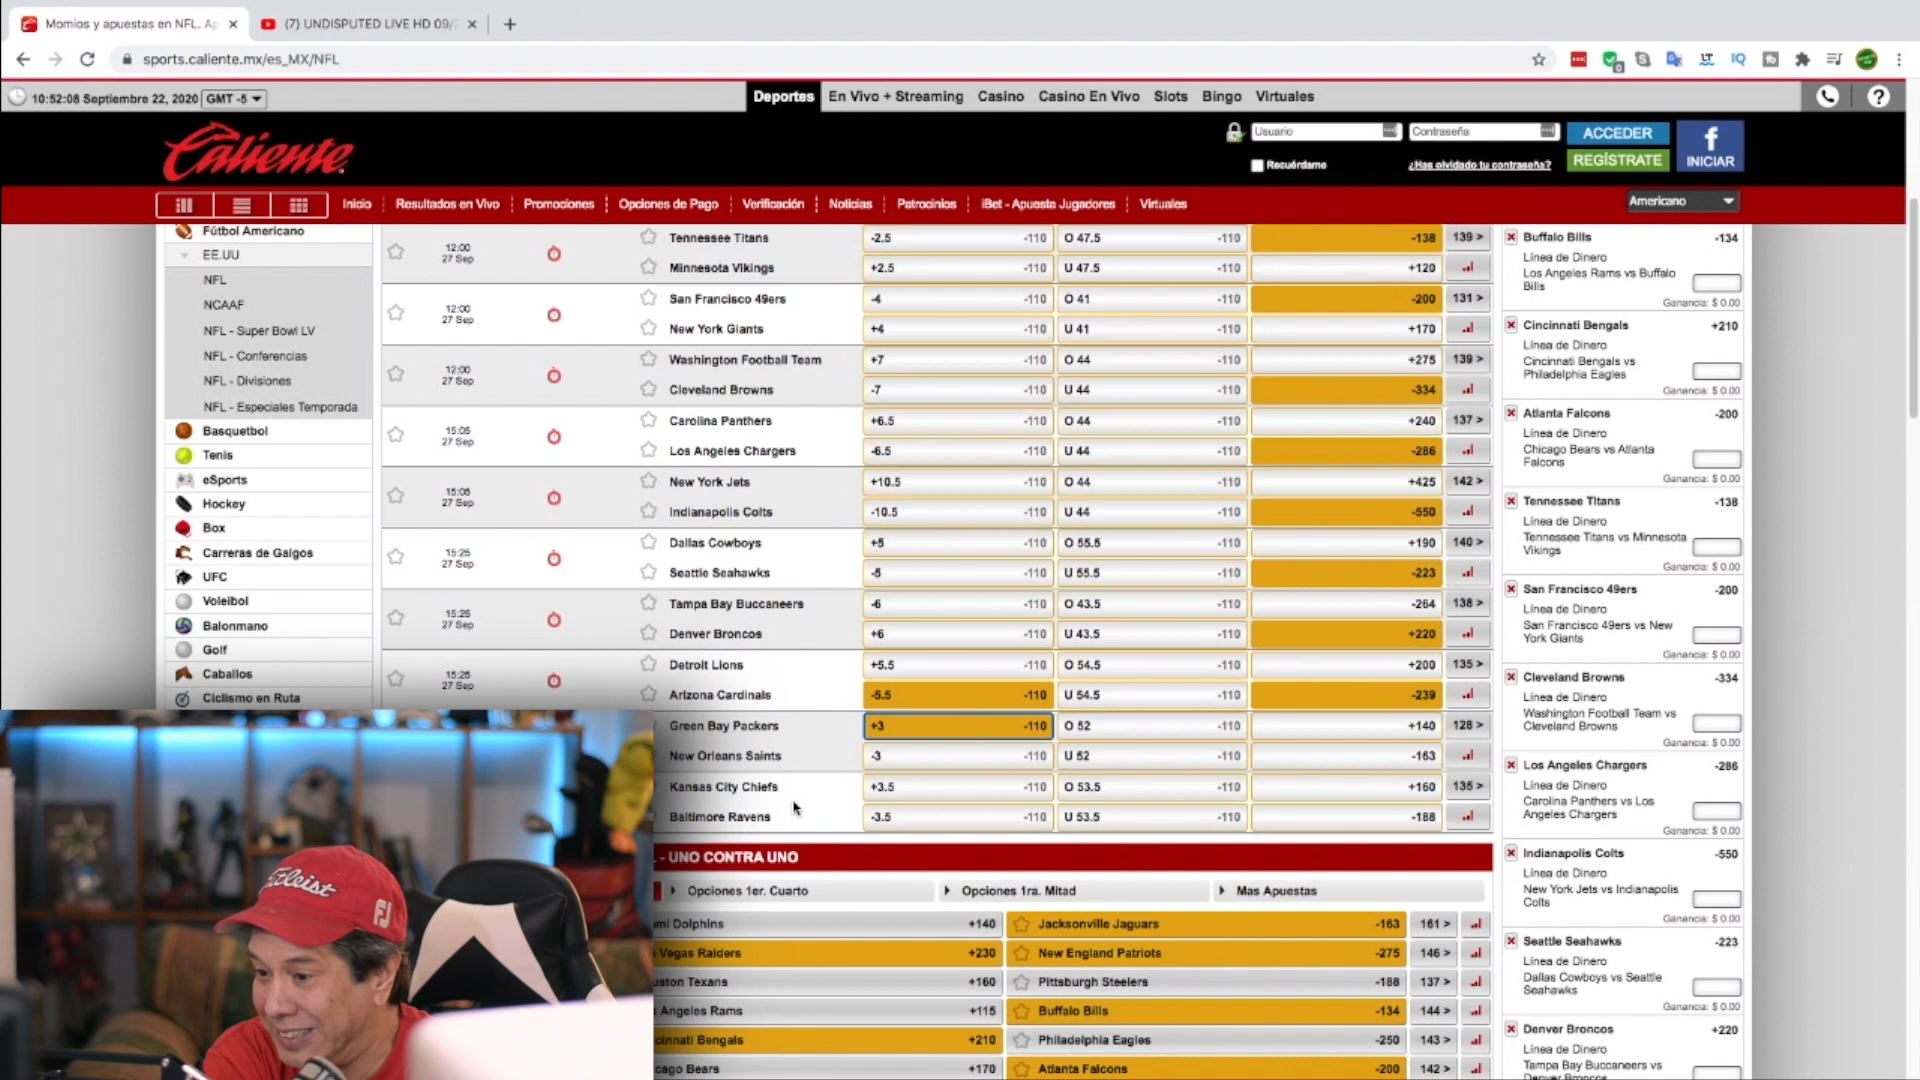 Momios y apuestas en NFL. Ap
(7) UNDISPUTED LIVE HD 09/2
sports.caliente.mx/es_MX/NFL
10:52:08 Septiembre 22, 2020 GMT -5
Deportes En Vivo + Streaming Casino Casino En Vivo Slots Bingo Virtuales
Caliente
Usuario Contraseña ACCEDER
Recuérdame ¿Has olvidado tu contraseña? REGÍSTRATE
f INICIAR
Inicio Resultados en Vivo Promociones Opciones de Pago Verificación Noticias Patrocinios iBet - Apuesta Jugadores Virtuales Americano
Fútbol Americano
EE.UU
NFL
NCAAF
NFL - Super Bowl LV
NFL - Conferencias
NFL - Divisiones
NFL - Especiales Temporada
Basquetbol
Tenis
eSports
Hockey
Box
Carreras de Galgos
UFC
Voleibol
Balonmano
Golf
Caballos
Ciclismo en Ruta
12:00 27 Sep
Tennessee Titans -2.5 -110 O 47.5 -110 -138 139 >
Minnesota Vikings +2.5 -110 U 47.5 -110 +120
12:00 27 Sep
San Francisco 49ers -4 -110 O 41 -110 -200 131 >
New York Giants +4 -110 U 41 -110 +170
12:00 27 Sep
Washington Football Team +7 -110 O 44 -110 +275 139 >
Cleveland Browns -7 -110 U 44 -110 -334
15:05 27 Sep
Carolina Panthers +6.5 -110 O 44 -110 +240 137 >
Los Angeles Chargers -6.5 -110 U 44 -110 -286
15:05 27 Sep
New York Jets +10.5 -110 O 44 -110 +425 142 >
Indianapolis Colts -10.5 -110 U 44 -110 -550
15:25 27 Sep
Dallas Cowboys +5 -110 O 55.5 -110 +190 140 >
Seattle Seahawks -5 -110 U 55.5 -110 -223
15:25 27 Sep
Tampa Bay Buccaneers -6 -110 O 43.5 -110 -264 138 >
Denver Broncos +6 -110 U 43.5 -110 +220
15:25 27 Sep
Detroit Lions +5.5 -110 O 54.5 -110 +200 135 >
Arizona Cardinals -5.5 -110 U 54.5 -110 -239
Green Bay Packers +3 -110 O 52 -110 +140 128 >
New Orleans Saints -3 -110 U 52 -110 -163
Kansas City Chiefs +3.5 -110 O 53.5 -110 +160 135 >
Baltimore Ravens -3.5 -110 U 53.5 -110 -188
- UNO CONTRA UNO
Opciones 1er. Cuarto Opciones 1ra. Mitad Mas Apuestas
mi Dolphins +140 Jacksonville Jaguars -163 161 >
Vegas Raiders +230 New England Patriots -275 146 >
uston Texans +160 Pittsburgh Steelers -188 137 >
Angeles Rams +115 Buffalo Bills -134 144 >
cinnati Bengals +210 Philadelphia Eagles -250 143 >
cago Bears +170 Atlanta Falcons -200 142 >
Buffalo Bills -134
Línea de Dinero
Los Angeles Rams vs Buffalo
Bills
Ganancia: $ 0.00
Cincinnati Bengals +210
Línea de Dinero
Cincinnati Bengals vs
Philadelphia Eagles
Ganancia: $ 0.00
Atlanta Falcons -200
Línea de Dinero
Chicago Bears vs Atlanta
Falcons
Ganancia: $ 0.00
Tennessee Titans -138
Línea de Dinero
Tennessee Titans vs Minnesota
Vikings
Ganancia: $ 0.00
San Francisco 49ers -200
Línea de Dinero
San Francisco 49ers vs New
York Giants
Ganancia: $ 0.00
Cleveland Browns -334
Línea de Dinero
Washington Football Team vs
Cleveland Browns
Ganancia: $ 0.00
Los Angeles Chargers -286
Línea de Dinero
Carolina Panthers vs Los
Angeles Chargers
Ganancia: $ 0.00
Indianapolis Colts -550
Línea de Dinero
New York Jets vs Indianapolis
Colts
Ganancia: $ 0.00
Seattle Seahawks -223
Línea de Dinero
Dallas Cowboys vs Seattle
Seahawks
Ganancia: $ 0.00
Denver Broncos +220
Línea de Dinero
Tampa Bay Buccaneers vs
Denver Broncos
Titleist
FJ